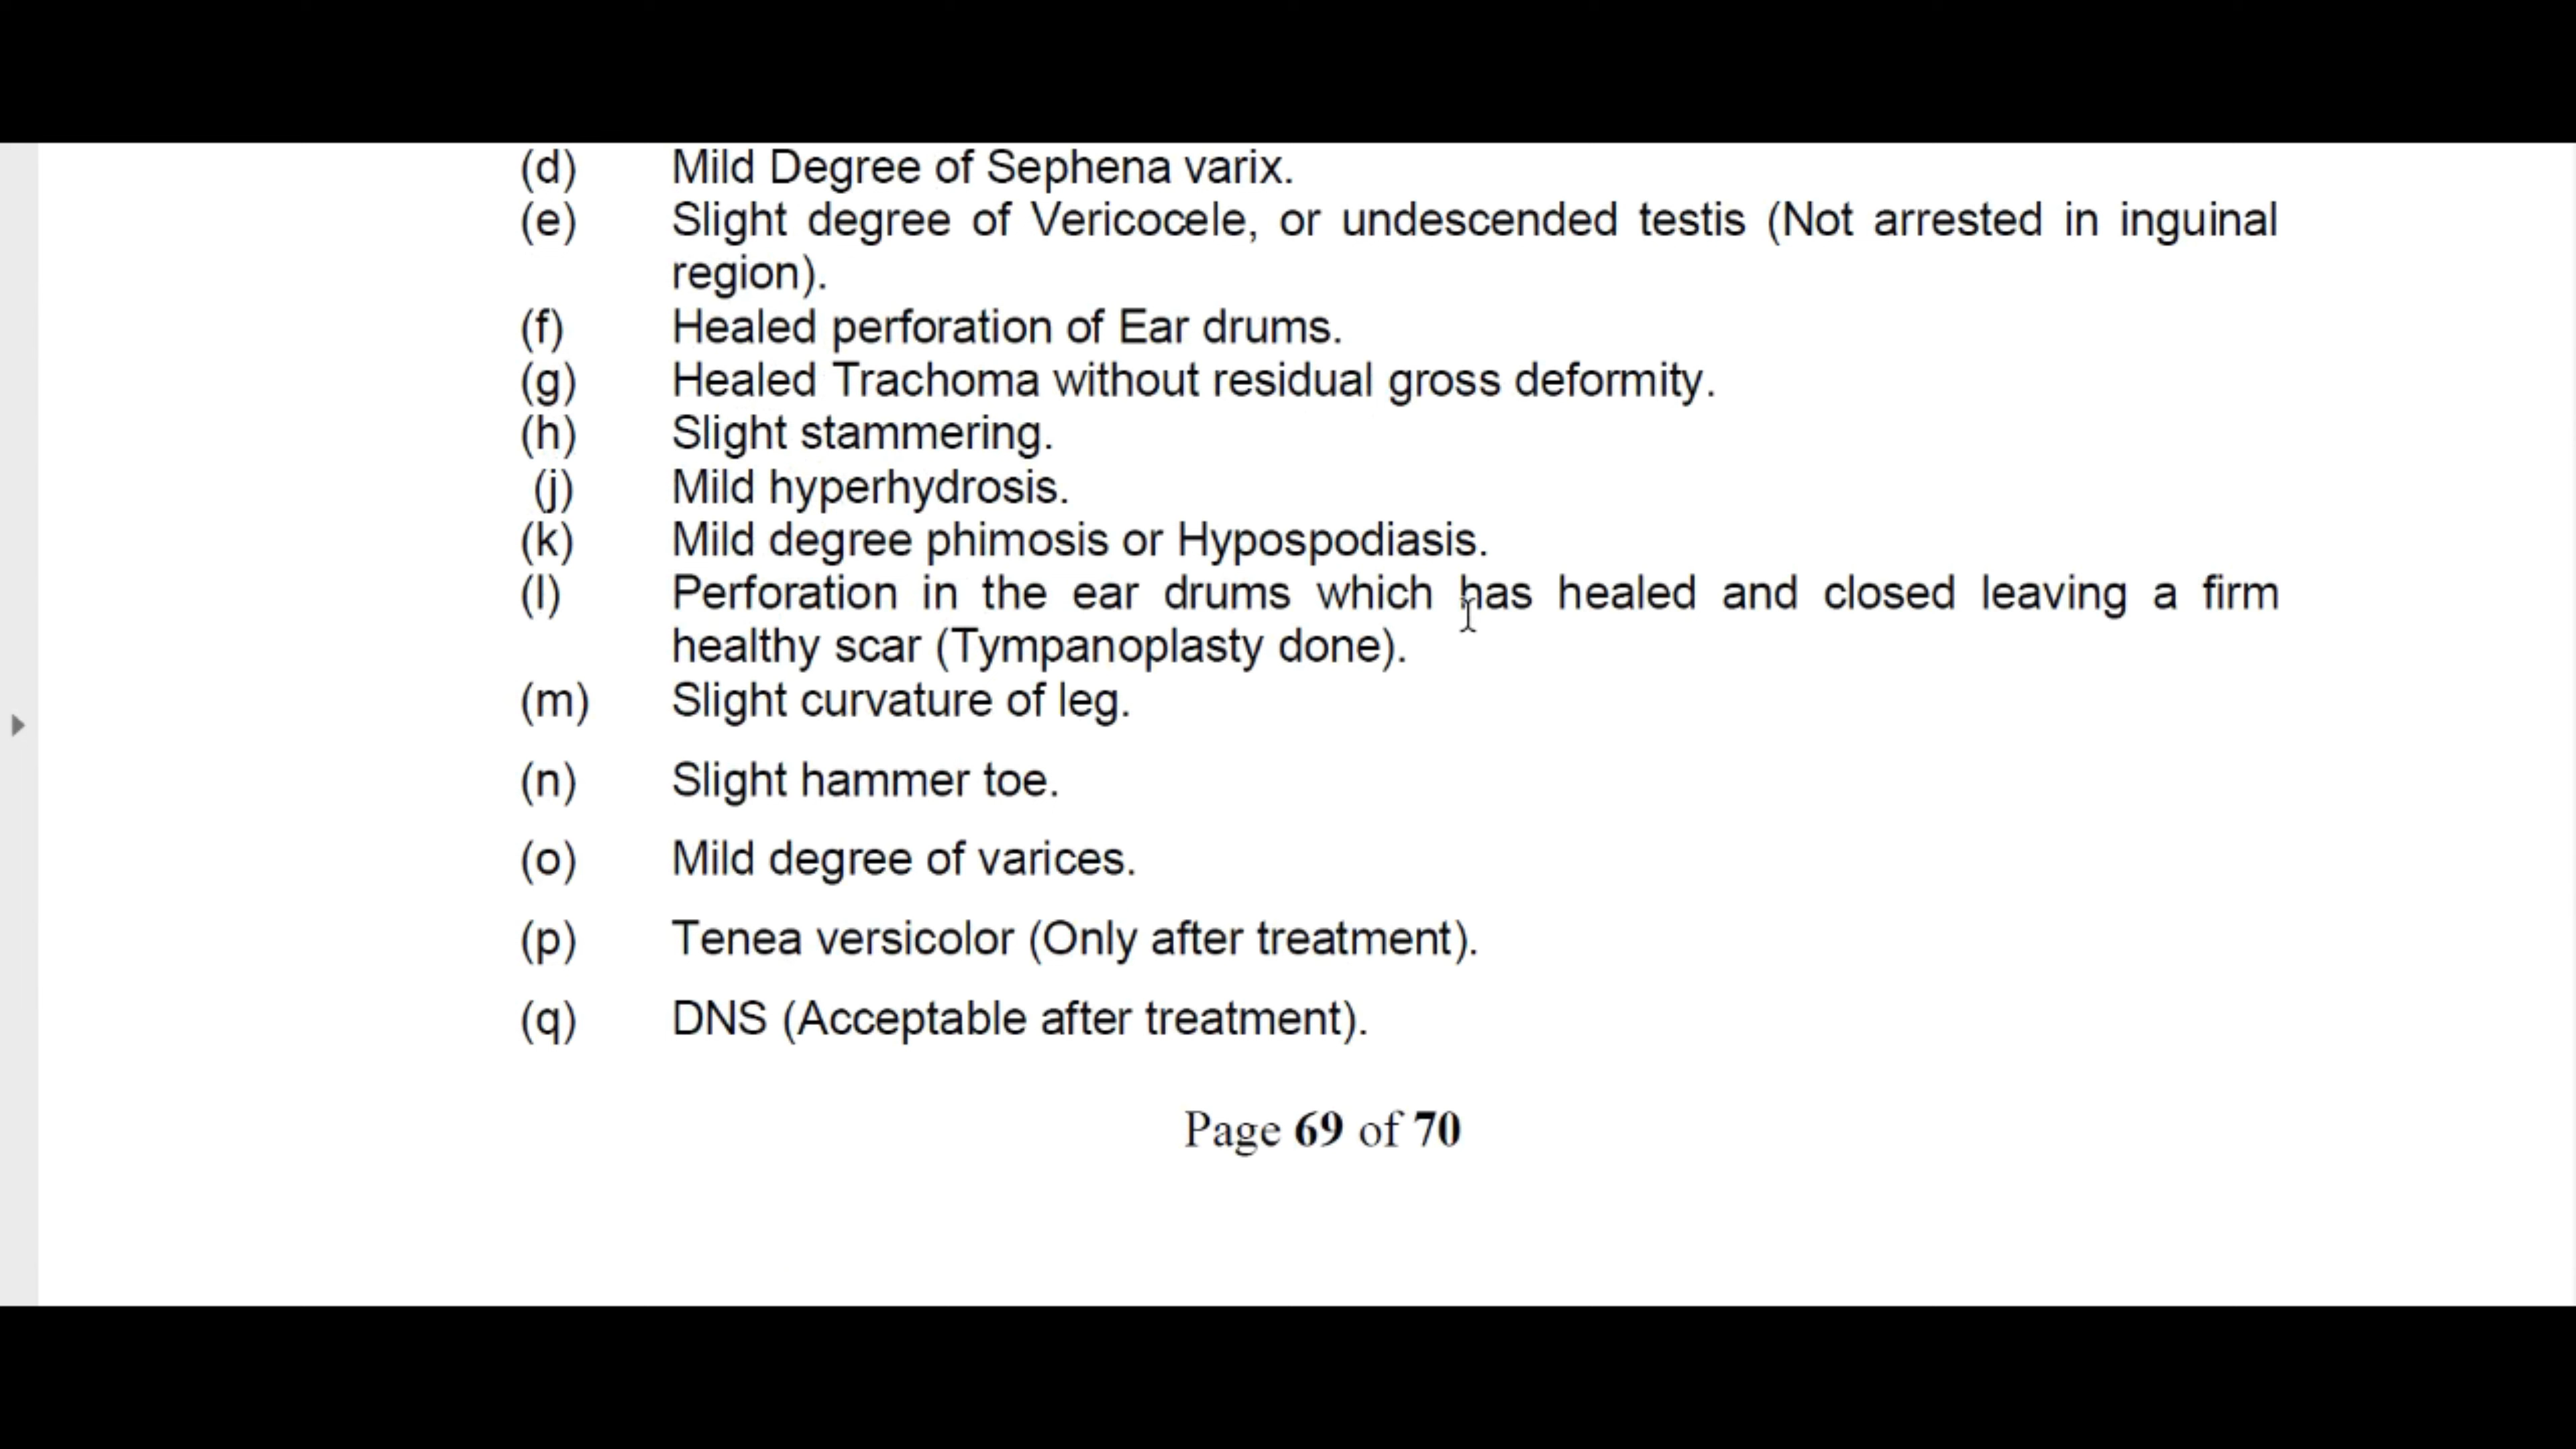 (d) Mild Degree of Sephena varix.
(e) Slight degree of Vericocele, or undescended testis (Not arrested in inguinal
region).
(f) Healed perforation of Ear drums.
(g) Healed Trachoma without residual gross deformity.
(h) Slight stammering.
(j) Mild hyperhydrosis.
(k) Mild degree phimosis or Hypospodiasis.
(l) Perforation in the ear drums which has healed and closed leaving a firm
healthy scar (Tympanoplasty done).
(m) Slight curvature of leg.
(n) Slight hammer toe.
(o) Mild degree of varices.
(p) Tenea versicolor (Only after treatment).
(q) DNS (Acceptable after treatment).
Page 69 of 70